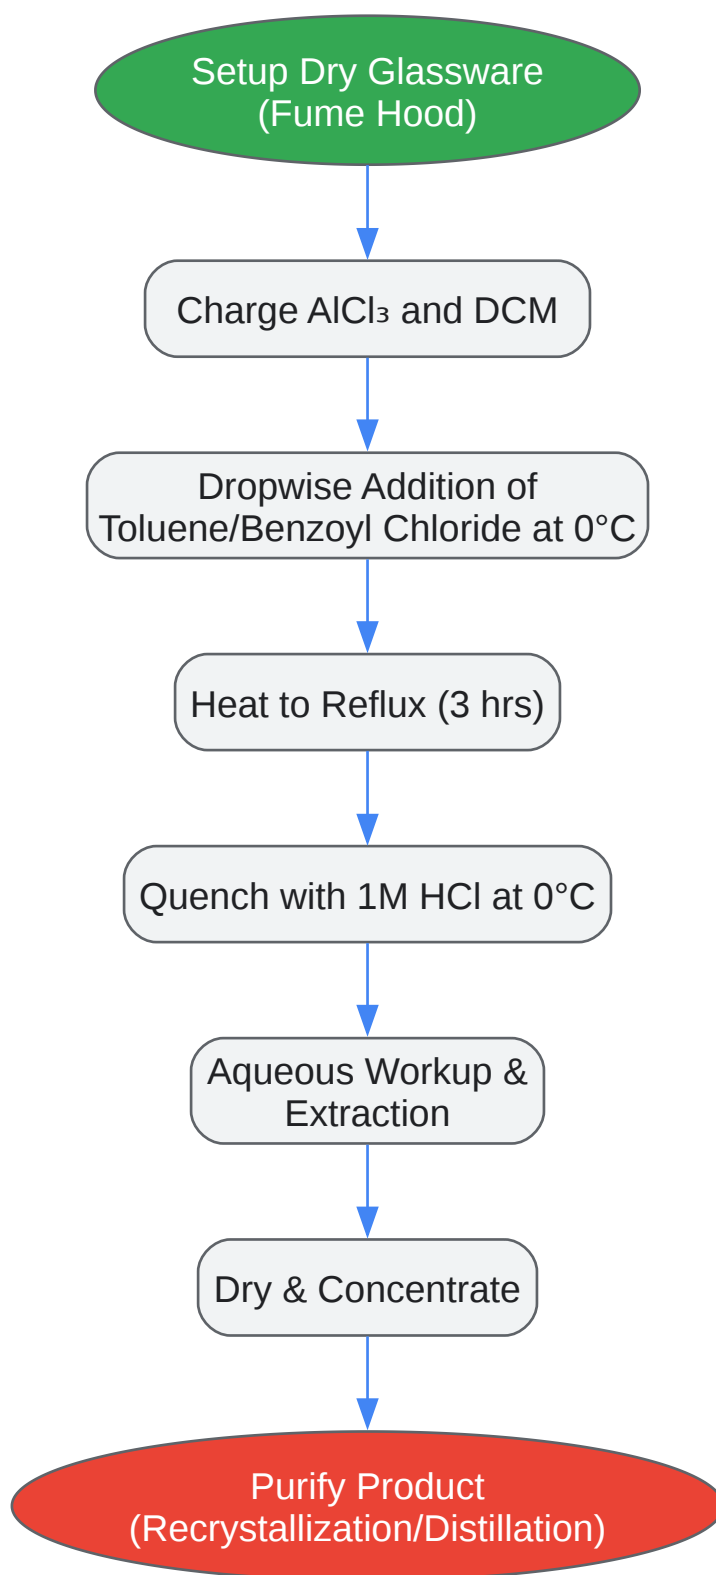 Setup Dry Glassware
(Fume Hood)
Charge AlCl₃ and DCM
Dropwise Addition of
Toluene/Benzoyl Chloride at 0°C
Heat to Reflux (3 hrs)
Quench with 1M HCl at 0°C
Aqueous Workup &
Extraction
Dry & Concentrate
Purify Product
(Recrystallization/Distillation)